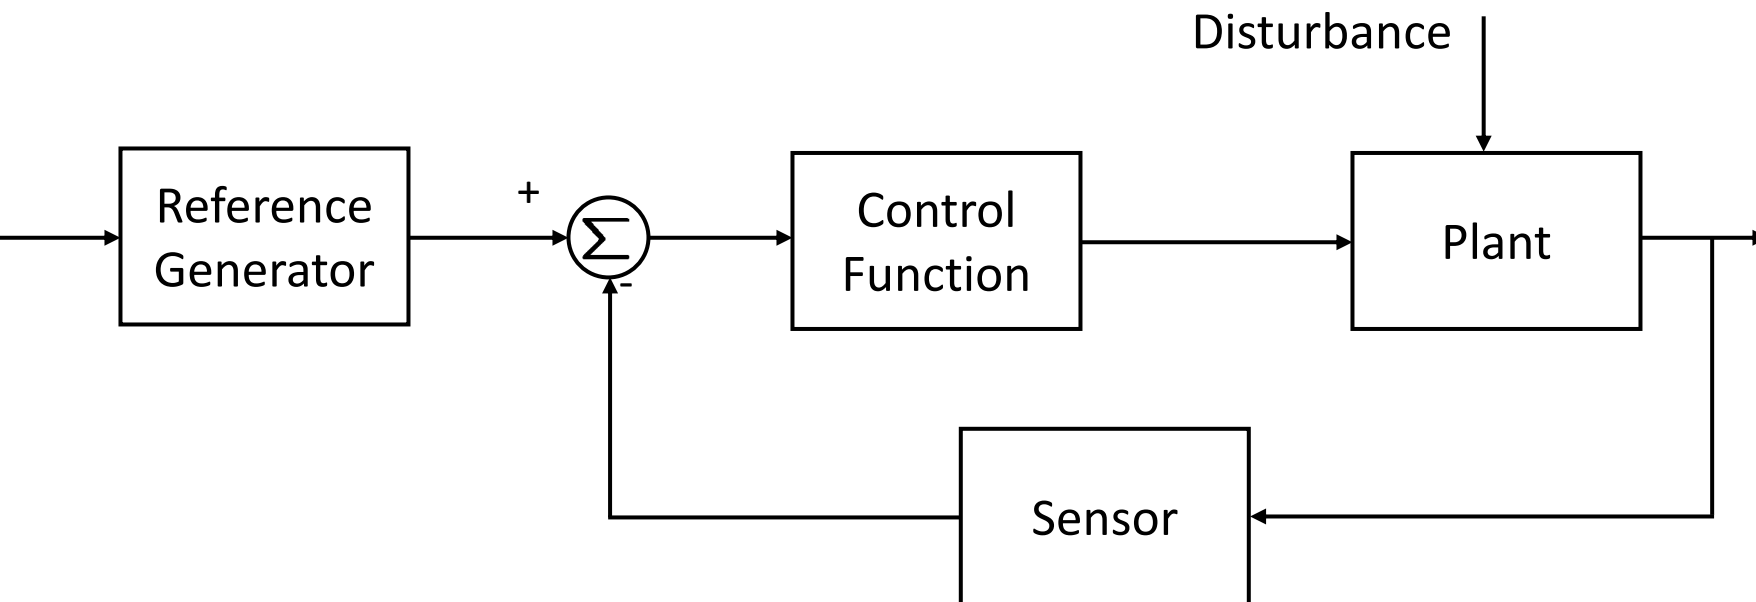 Disturbance
Reference
Generator
+
Σ
-
Control
Function
Plant
Sensor